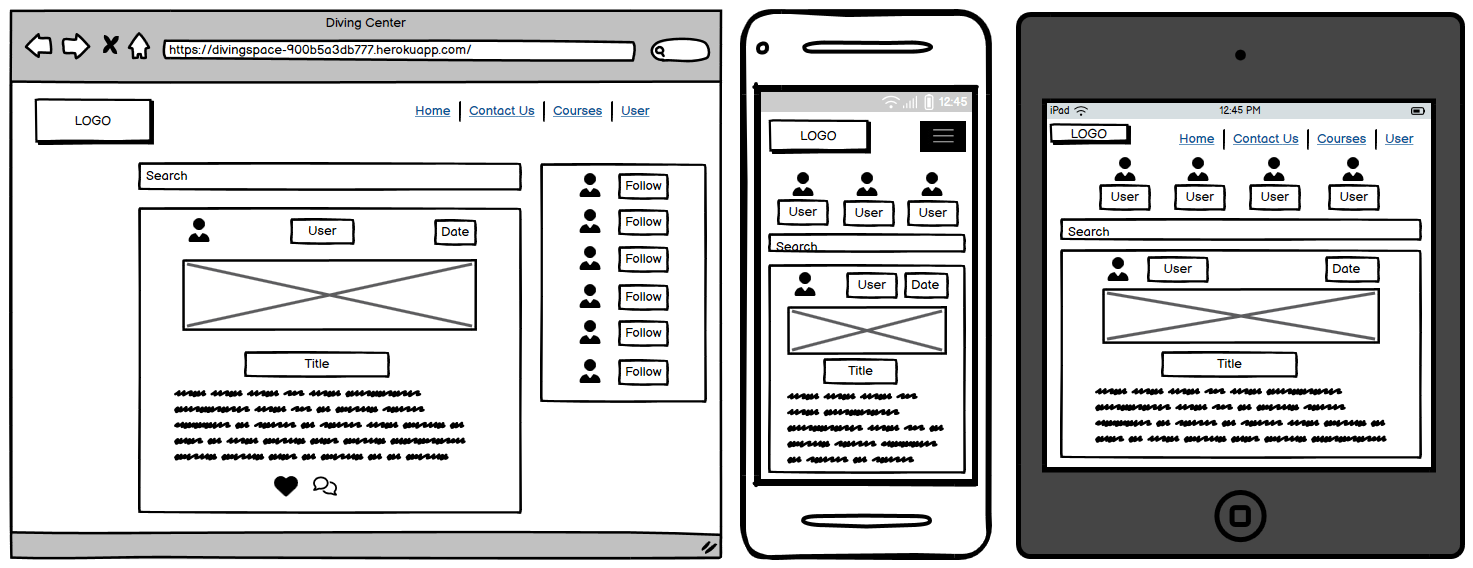 Diving Center
https://divingspace-900b5a3db777.herokuapp.com/
LOGO
Home Contact Us Courses User
Search
User Date
Title
Follow
Follow
Follow
Follow
Follow
Follow
12:45
LOGO
User User User
Search
User Date
Title
iPad 12:45 PM
LOGO
Home Contact Us Courses User
User User User User
Search
User Date
Title